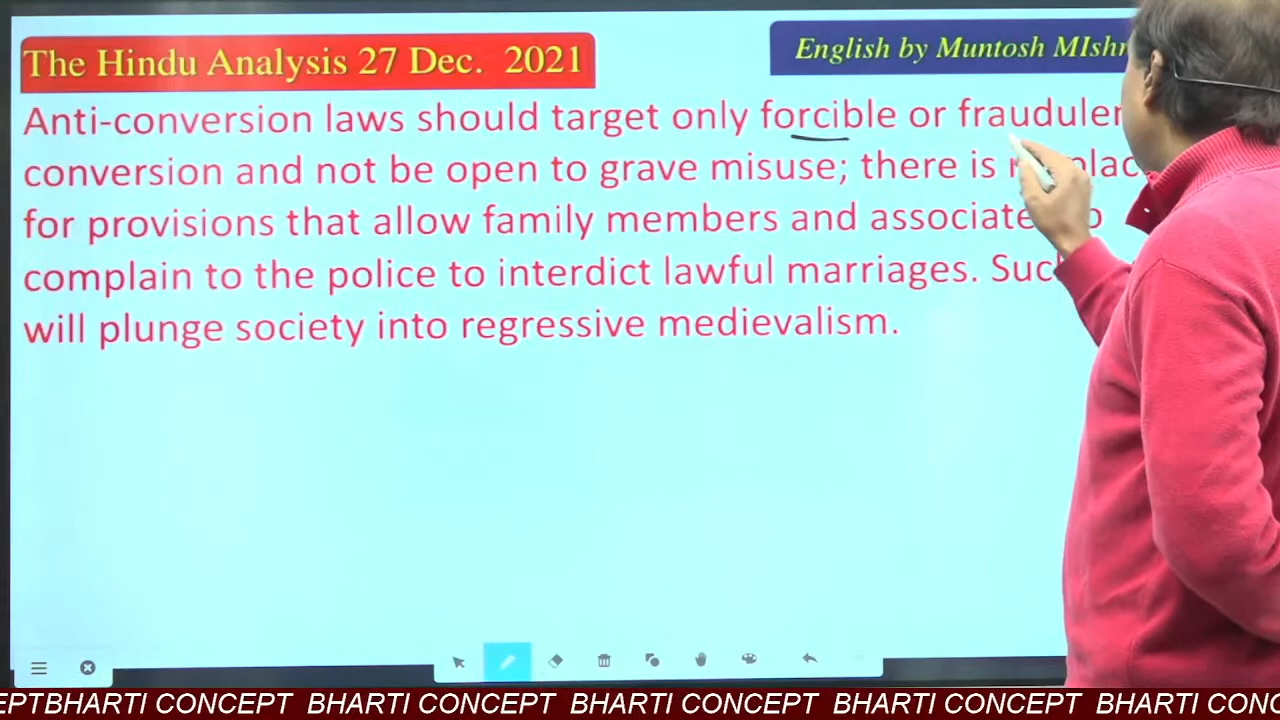 The Hindu Analysis 27 Dec. 2021
English by Muntosh
Anti-conversion laws should target only forcible or
conversion and not be open to grave misuse; there is
for provisions that allow family members and
complain to the police to interdict lawful marriages.
will plunge society into regressive medievalism.
BHARTI CONCEPT BHARTI CONCEPT BHARTI CONCEPT BHARTI